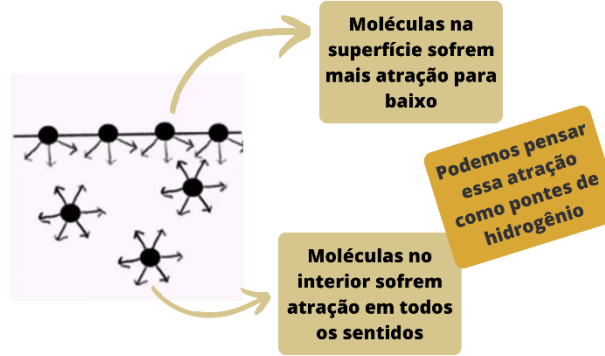 Moléculas na
superfície sofrem
mais atração para
baixo
Podemos pensar
essa atração
como pontes de
hidrogênio
Moléculas no
interior sofrem
atração em todos
os sentidos